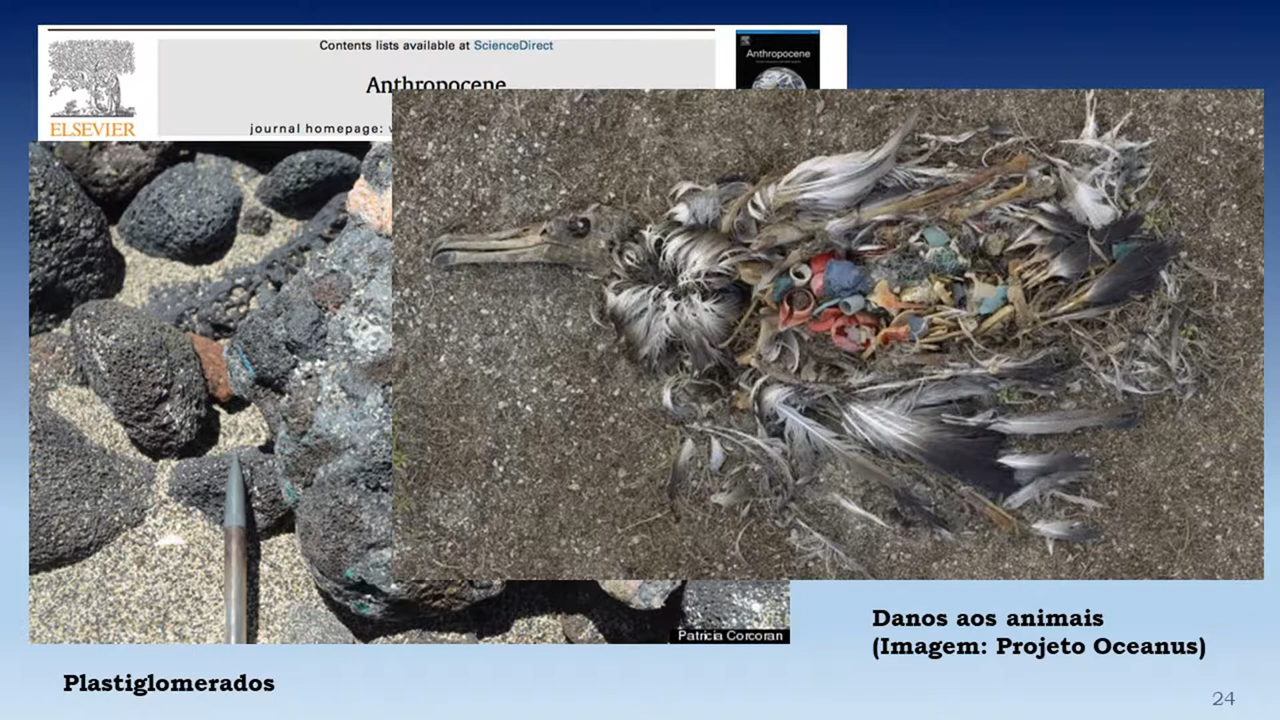 Contents lists available at ScienceDirect
Anthropocene
Anthropocene
ELSEVIER
journal homepage:
Patricia Corcoran
Danos aos animais
(Imagem: Projeto Oceanus)
Plastiglomerados
24